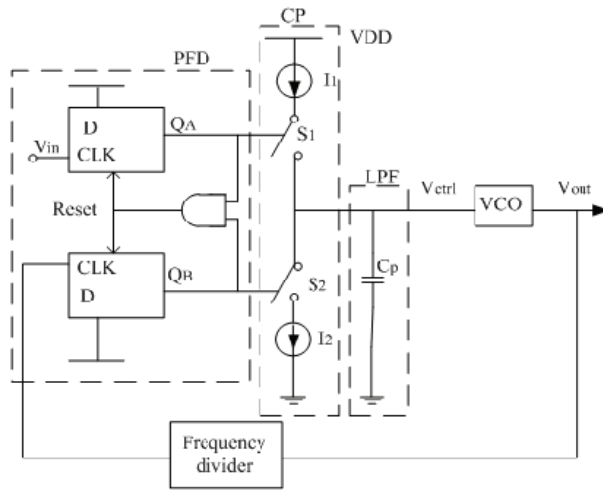 CP
VDD
PFD
I1
D
QA
S1
Vin
CLK
LPF
Vctrl
Vout
Reset
VCO
CLK
QB
Cp
D
S2
I2
Frequency
divider